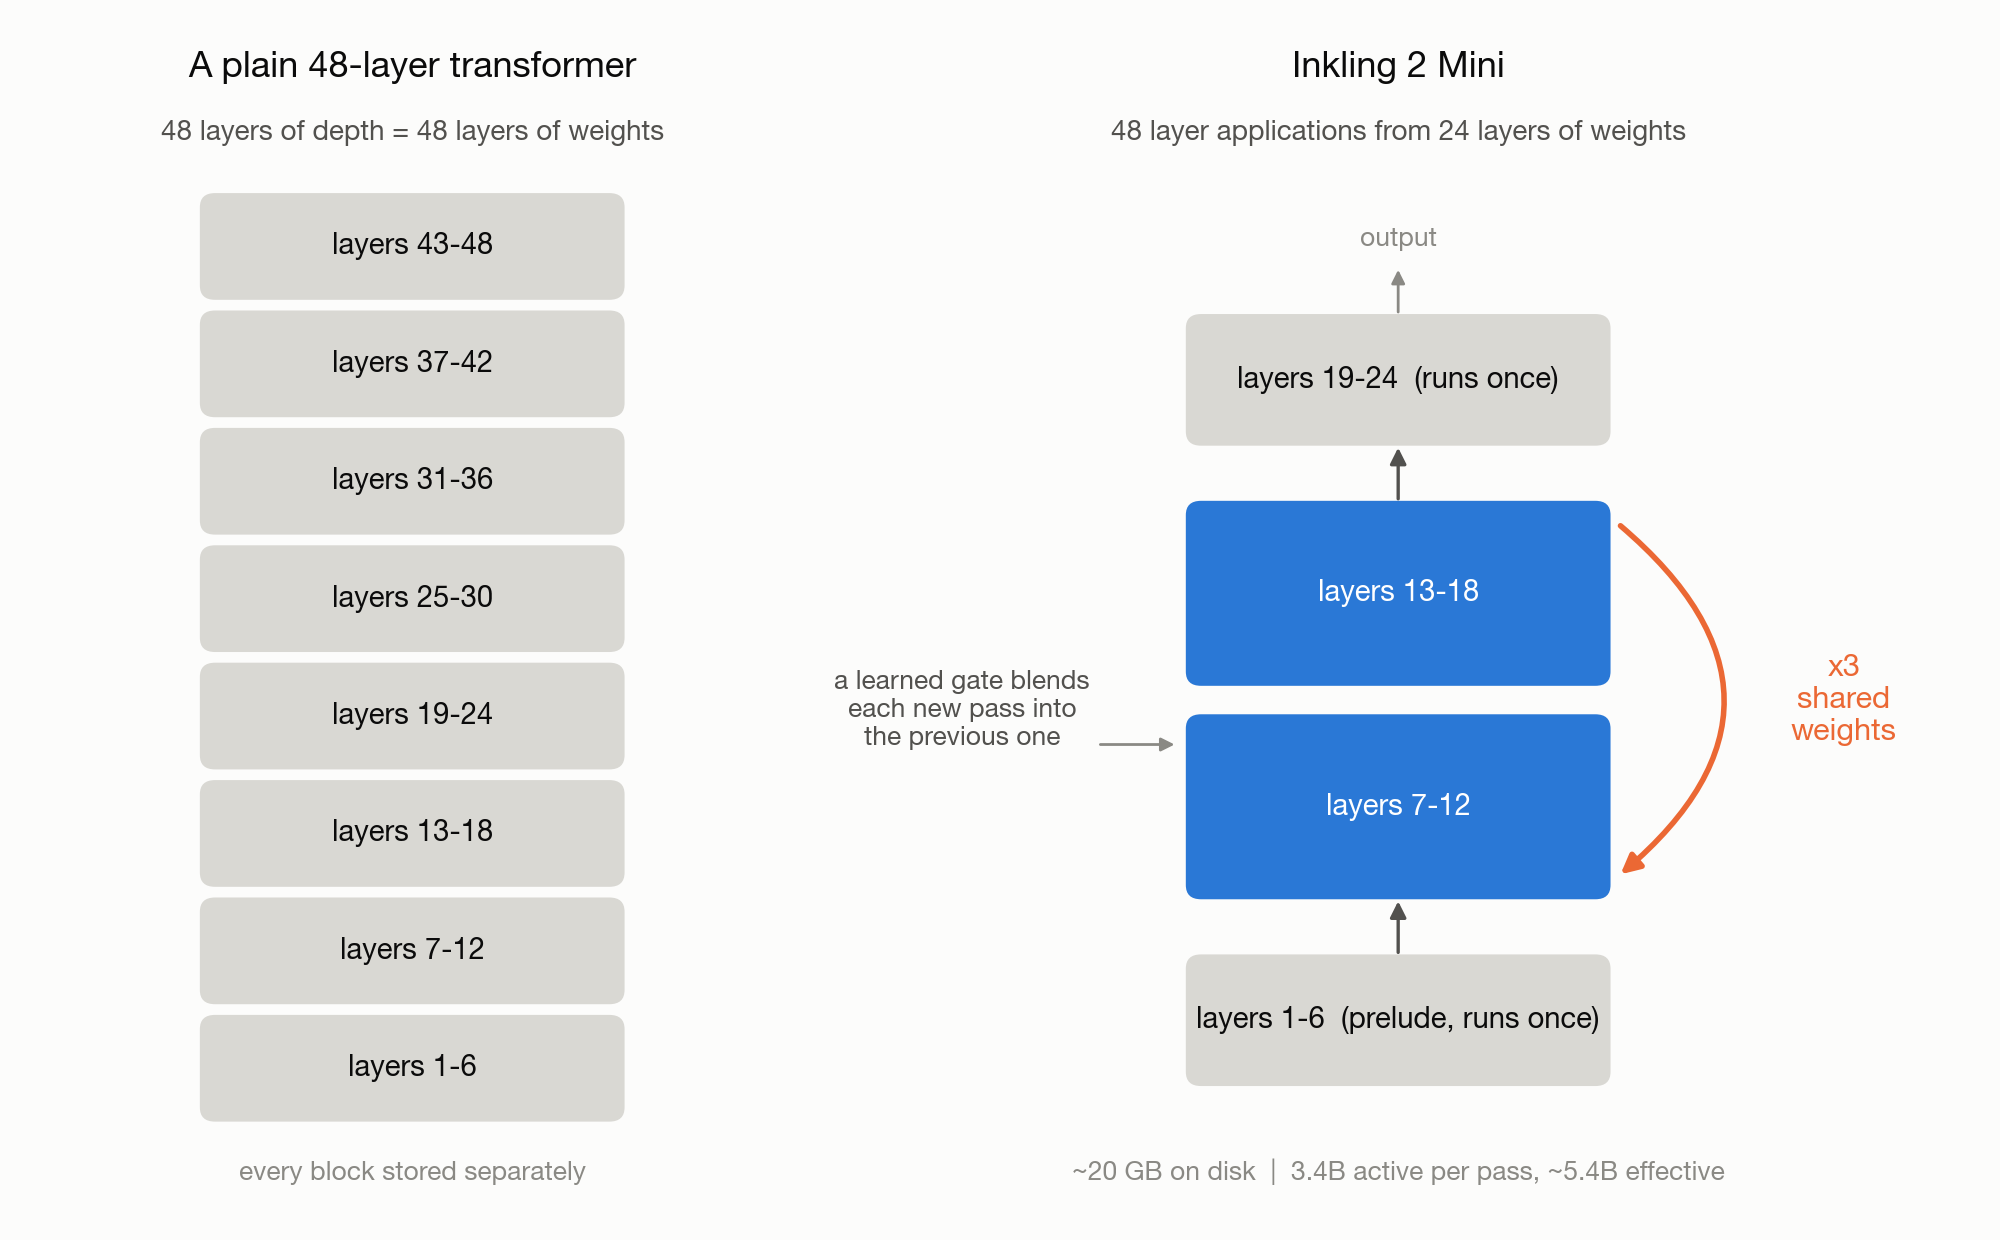 A plain 48-layer transformer
48 layers of depth = 48 layers of weights
layers 43-48
layers 37-42
layers 31-36
layers 25-30
layers 19-24
layers 13-18
layers 7-12
layers 1-6
every block stored separately
Inkling 2 Mini
48 layer applications from 24 layers of weights
output
layers 19-24 (runs once)
layers 13-18
a learned gate blends
each new pass into
the previous one
x3
shared
weights
layers 7-12
layers 1-6 (prelude, runs once)
~20 GB on disk | 3.4B active per pass, ~5.4B effective